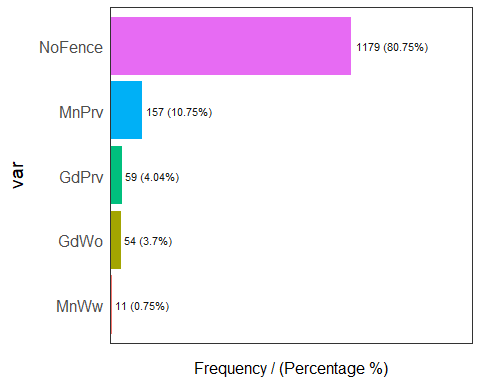 NoFence 1179 (80.75%)
MnPrv 157 (10.75%)
GdPrv 59 (4.04%)
GdWo 54 (3.7%)
MnWw 11 (0.75%)
var
Frequency / (Percentage %)